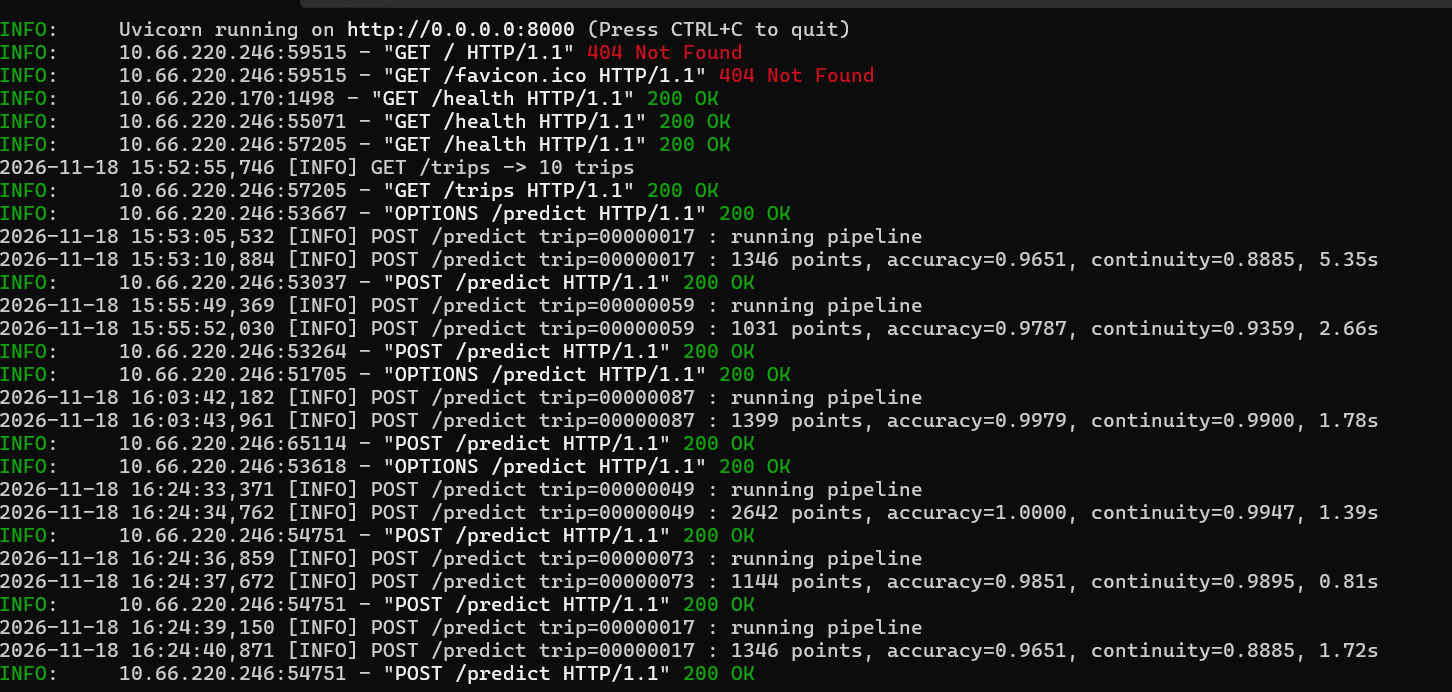 INFO:     Uvicorn running on http://0.0.0.0:8000 (Press CTRL+C to quit)
INFO:     10.66.220.246:59515 - "GET / HTTP/1.1" 404 Not Found
INFO:     10.66.220.246:59515 - "GET /favicon.ico HTTP/1.1" 404 Not Found
INFO:     10.66.220.170:1498 - "GET /health HTTP/1.1" 200 OK
INFO:     10.66.220.246:55071 - "GET /health HTTP/1.1" 200 OK
INFO:     10.66.220.246:57205 - "GET /health HTTP/1.1" 200 OK
2026-11-18 15:52:55,746 [INFO] GET /trips -> 10 trips
INFO:     10.66.220.246:57205 - "GET /trips HTTP/1.1" 200 OK
INFO:     10.66.220.246:53667 - "OPTIONS /predict HTTP/1.1" 200 OK
2026-11-18 15:53:05,532 [INFO] POST /predict trip=00000017 : running pipeline
2026-11-18 15:53:10,884 [INFO] POST /predict trip=00000017 : 1346 points, accuracy=0.9651, continuity=0.8885, 5.35s
INFO:     10.66.220.246:53037 - "POST /predict HTTP/1.1" 200 OK
2026-11-18 15:55:49,369 [INFO] POST /predict trip=00000059 : running pipeline
2026-11-18 15:55:52,030 [INFO] POST /predict trip=00000059 : 1031 points, accuracy=0.9787, continuity=0.9359, 2.66s
INFO:     10.66.220.246:53264 - "POST /predict HTTP/1.1" 200 OK
INFO:     10.66.220.246:51705 - "OPTIONS /predict HTTP/1.1" 200 OK
2026-11-18 16:03:42,182 [INFO] POST /predict trip=00000087 : running pipeline
2026-11-18 16:03:43,961 [INFO] POST /predict trip=00000087 : 1399 points, accuracy=0.9979, continuity=0.9900, 1.78s
INFO:     10.66.220.246:65114 - "POST /predict HTTP/1.1" 200 OK
INFO:     10.66.220.246:53618 - "OPTIONS /predict HTTP/1.1" 200 OK
2026-11-18 16:24:33,371 [INFO] POST /predict trip=00000049 : running pipeline
2026-11-18 16:24:34,762 [INFO] POST /predict trip=00000049 : 2642 points, accuracy=1.0000, continuity=0.9947, 1.39s
INFO:     10.66.220.246:54751 - "POST /predict HTTP/1.1" 200 OK
2026-11-18 16:24:36,859 [INFO] POST /predict trip=00000073 : running pipeline
2026-11-18 16:24:37,672 [INFO] POST /predict trip=00000073 : 1144 points, accuracy=0.9851, continuity=0.9895, 0.81s
INFO:     10.66.220.246:54751 - "POST /predict HTTP/1.1" 200 OK
2026-11-18 16:24:39,150 [INFO] POST /predict trip=00000017 : running pipeline
2026-11-18 16:24:40,871 [INFO] POST /predict trip=00000017 : 1346 points, accuracy=0.9651, continuity=0.8885, 1.72s
INFO:     10.66.220.246:54751 - "POST /predict HTTP/1.1" 200 OK